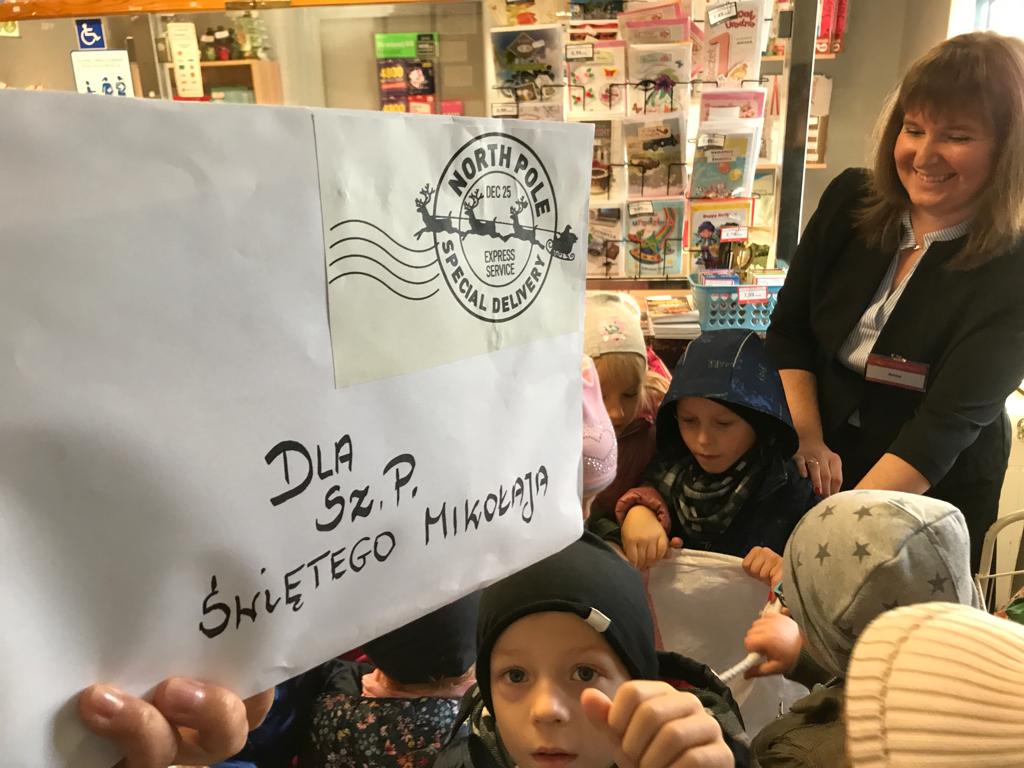 NORTH POLE
DEC 25
EXPRESS
SERVICE
SPECIAL DELIVERY
DLA
SZ. P.
ŚWIĘTEGO MIKOŁAJA